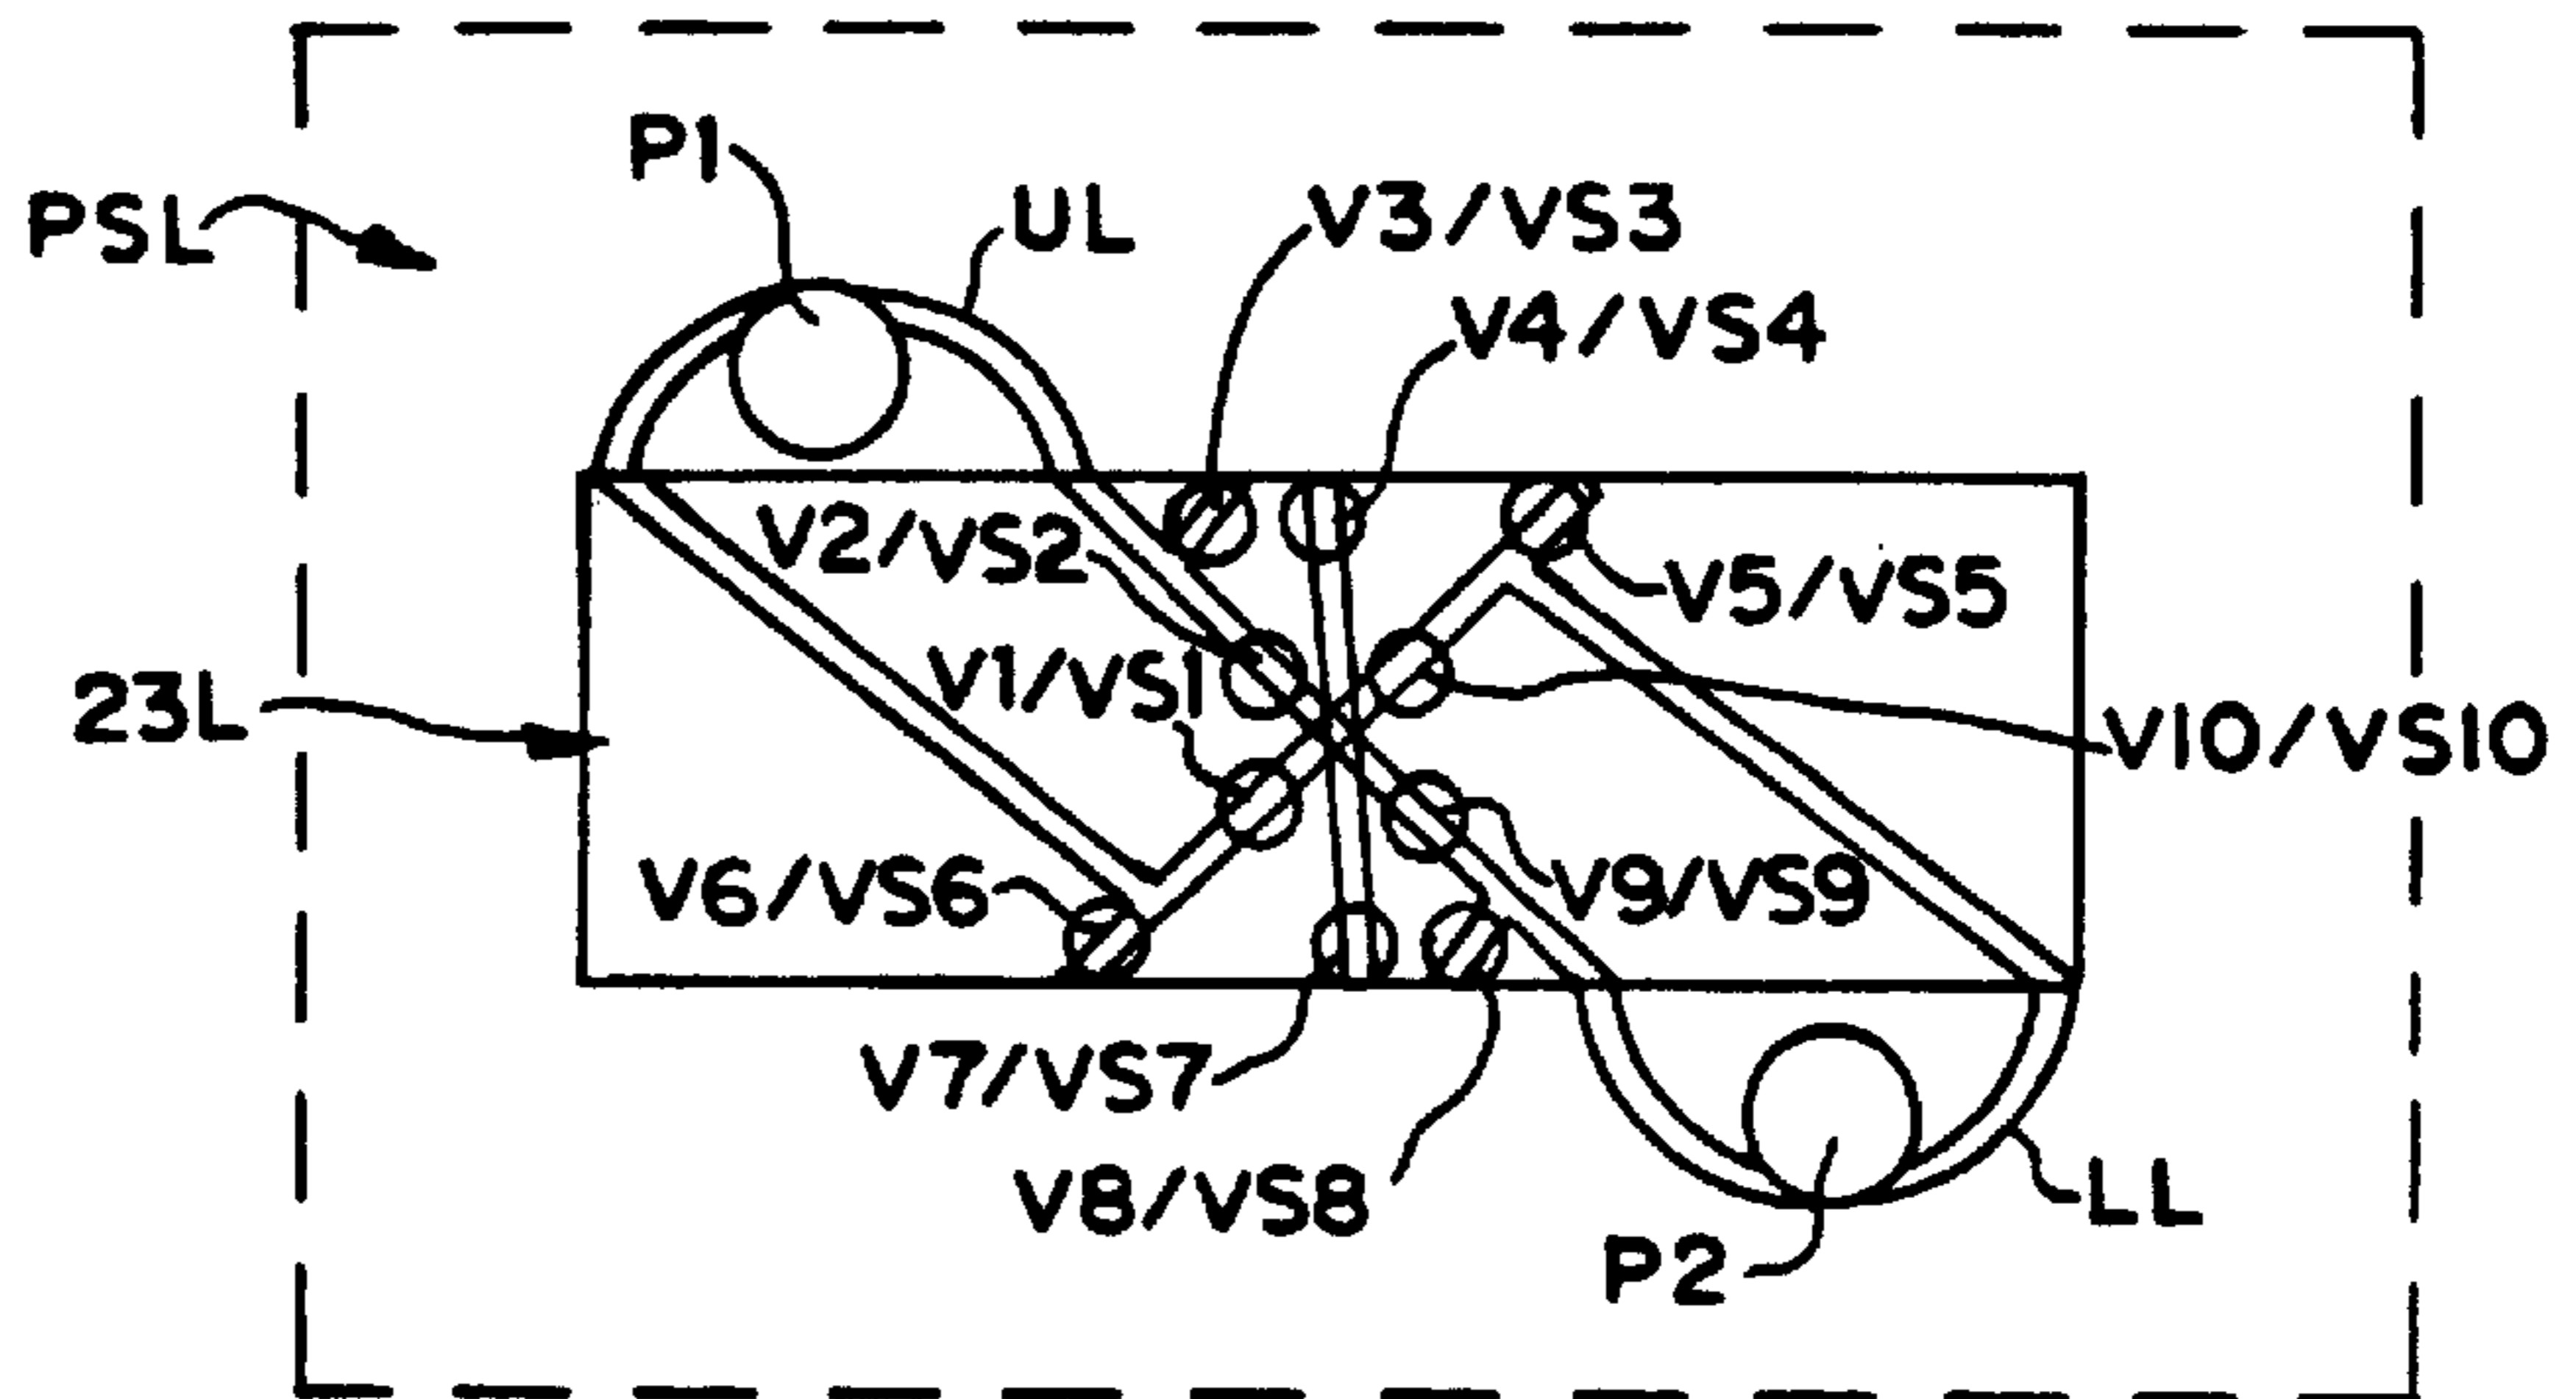 P1
PSL
UL
V3/VS3
V4/VS4
V2/VS2
V5/VS5
V1/VS1
23L
V10/VS10
V6/VS6
V9/VS9
V7/VS7
V8/VS8
LL
P2